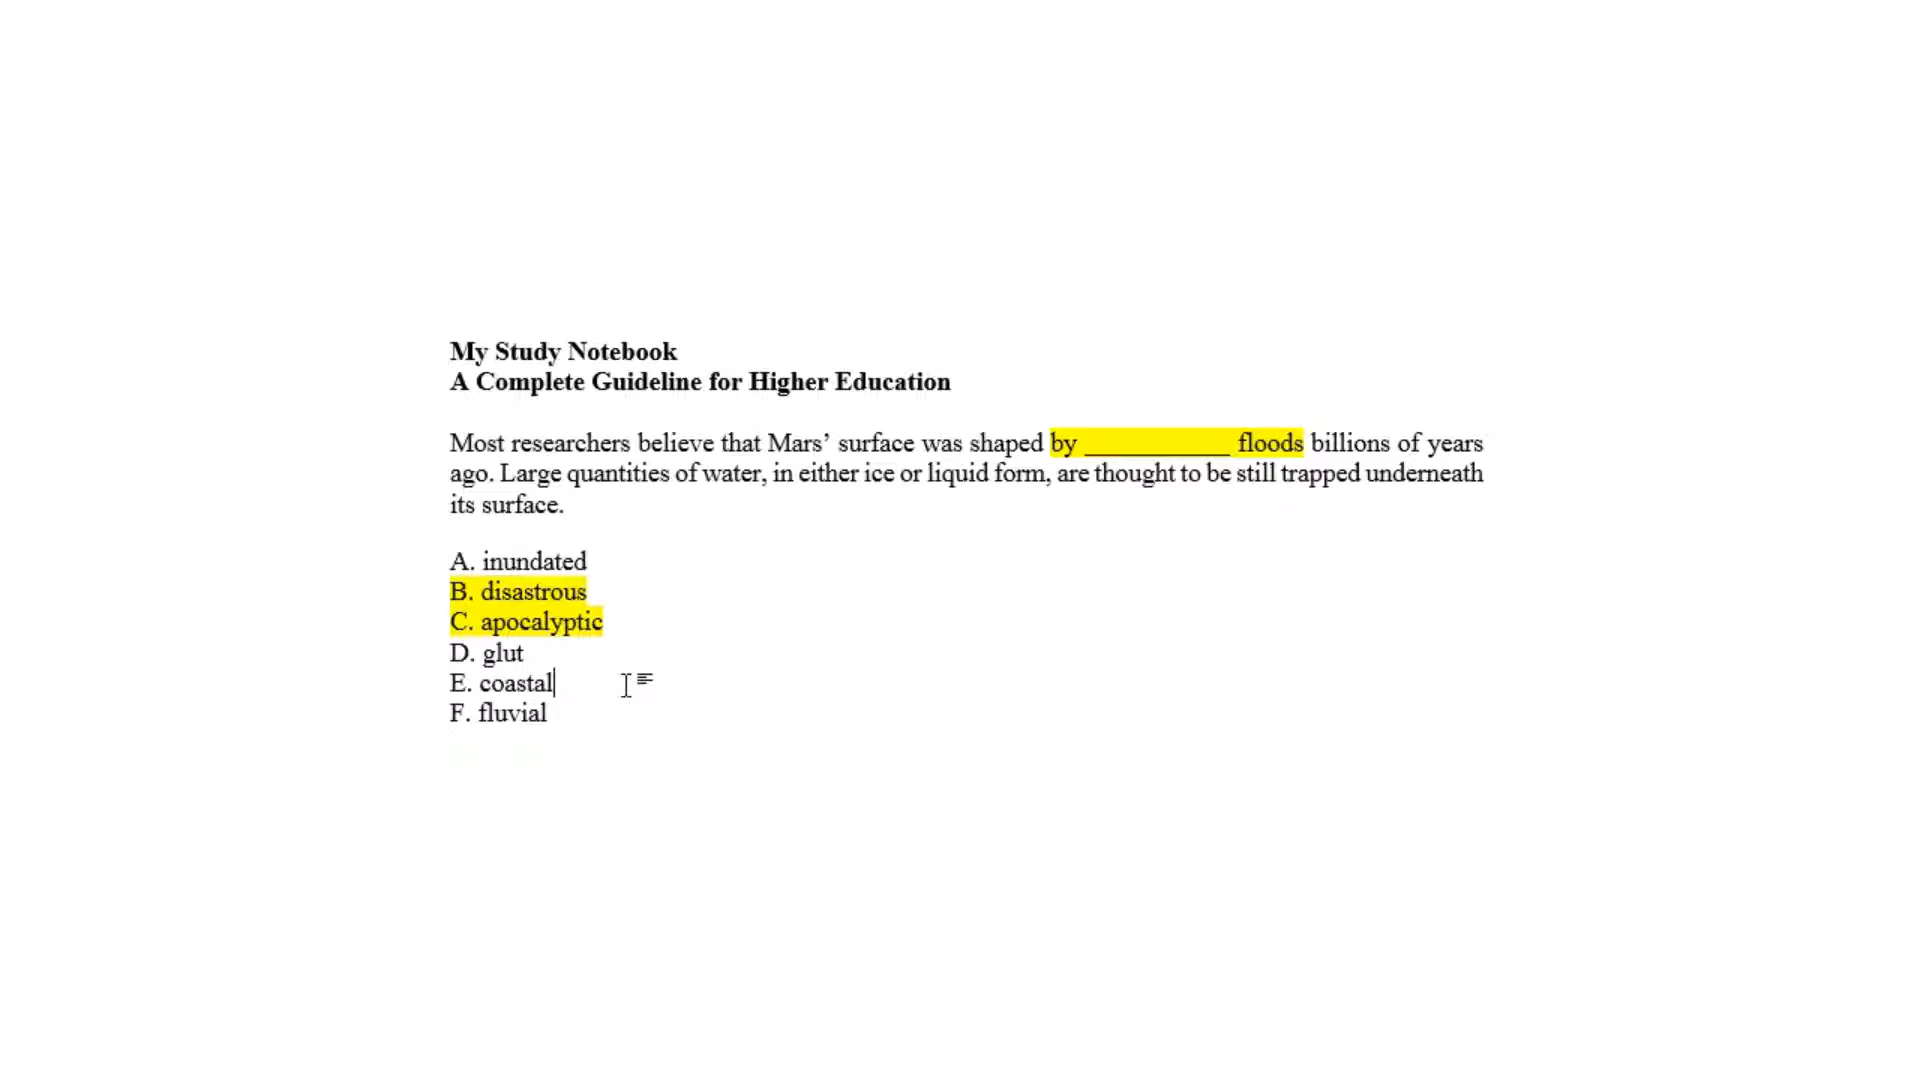 My Study Notebook
A Complete Guideline for Higher Education
Most researchers believe that Mars’ surface was shaped by ___________ floods billions of years
ago. Large quantities of water, in either ice or liquid form, are thought to be still trapped underneath
its surface.
A. inundated
B. disastrous
C. apocalyptic
D. glut
E. coastal
F. fluvial